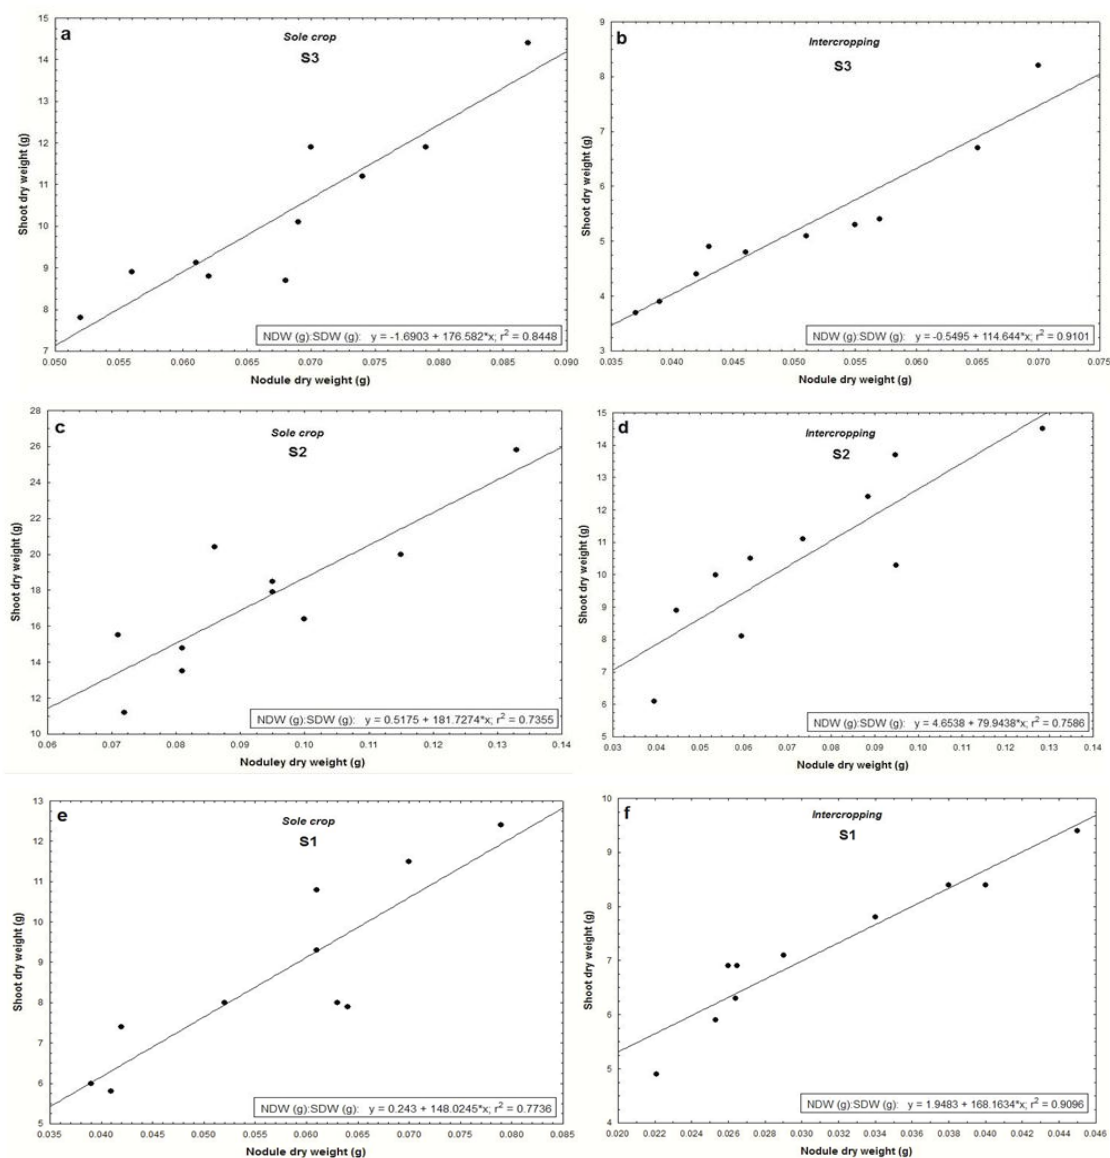 a
Sole crop
S3
15
14
13
12
11
10
9
8
7
Shoot dry weight (g)
NDW (g):SDW (g): y = -1.6903 + 176.582*x; r² = 0.8448
0.050 0.055 0.060 0.065 0.070 0.075 0.080 0.085 0.090
Nodule dry weight (g)
b
Intercropping
S3
9
8
7
6
5
4
3
Shoot dry weight (g)
NDW (g):SDW (g): y = -0.5495 + 114.644*x; r² = 0.9101
0.035 0.040 0.045 0.050 0.055 0.060 0.065 0.070 0.075
Nodule dry weight (g)
c
Sole crop
S2
28
26
24
22
20
18
16
14
12
10
Shoot dry weight (g)
NDW (g):SDW (g): y = 0.5175 + 181.7274*x; r² = 0.7355
0.06 0.07 0.08 0.09 0.10 0.11 0.12 0.13 0.14
Noduley dry weight (g)
d
Intercropping
S2
15
14
13
12
11
10
9
8
7
6
5
Shoot dry weight (g)
NDW (g):SDW (g): y = 4.6538 + 79.9438*x; r² = 0.7586
0.03 0.04 0.05 0.06 0.07 0.08 0.09 0.10 0.11 0.12 0.13 0.14
Nodule dry weight (g)
e
Sole crop
S1
13
12
11
10
9
8
7
6
5
Shoot dry weight (g)
NDW (g):SDW (g): y = 0.243 + 148.0245*x; r² = 0.7736
0.035 0.040 0.045 0.050 0.055 0.060 0.065 0.070 0.075 0.080 0.085
Nodule dry weight (g)
f
Intercropping
S1
10
9
8
7
6
5
4
Shoot dry weight (g)
NDW (g):SDW (g): y = 1.9483 + 168.1634*x; r² = 0.9096
0.020 0.022 0.024 0.026 0.028 0.030 0.032 0.034 0.036 0.038 0.040 0.042 0.044 0.046
Nodule dry weight (g)